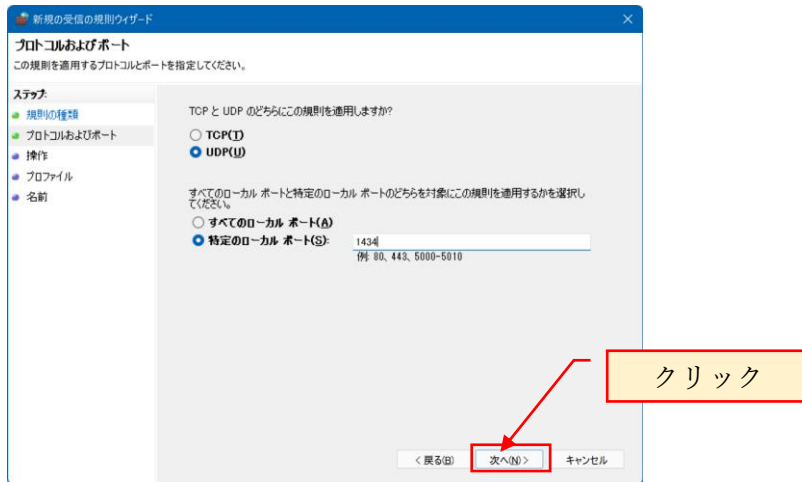 新規の受信の規則ウィザード
プロトコルおよびポート
この規則を適用するプロトコルとポートを指定してください。
ステップ:
規則の種類
プロトコルおよびポート
操作
プロファイル
名前
TCP と UDP のどちらにこの規則を適用しますか?
TCP(T)
UDP(U)
すべてのローカル ポートと特定のローカル ポートのどちらを対象にこの規則を適用するかを選択し
てください。
すべてのローカル ポート(A)
特定のローカル ポート(S):
1434
例: 80、443、5000-5010
クリック
< 戻る(B)
次へ(N) >
キャンセル